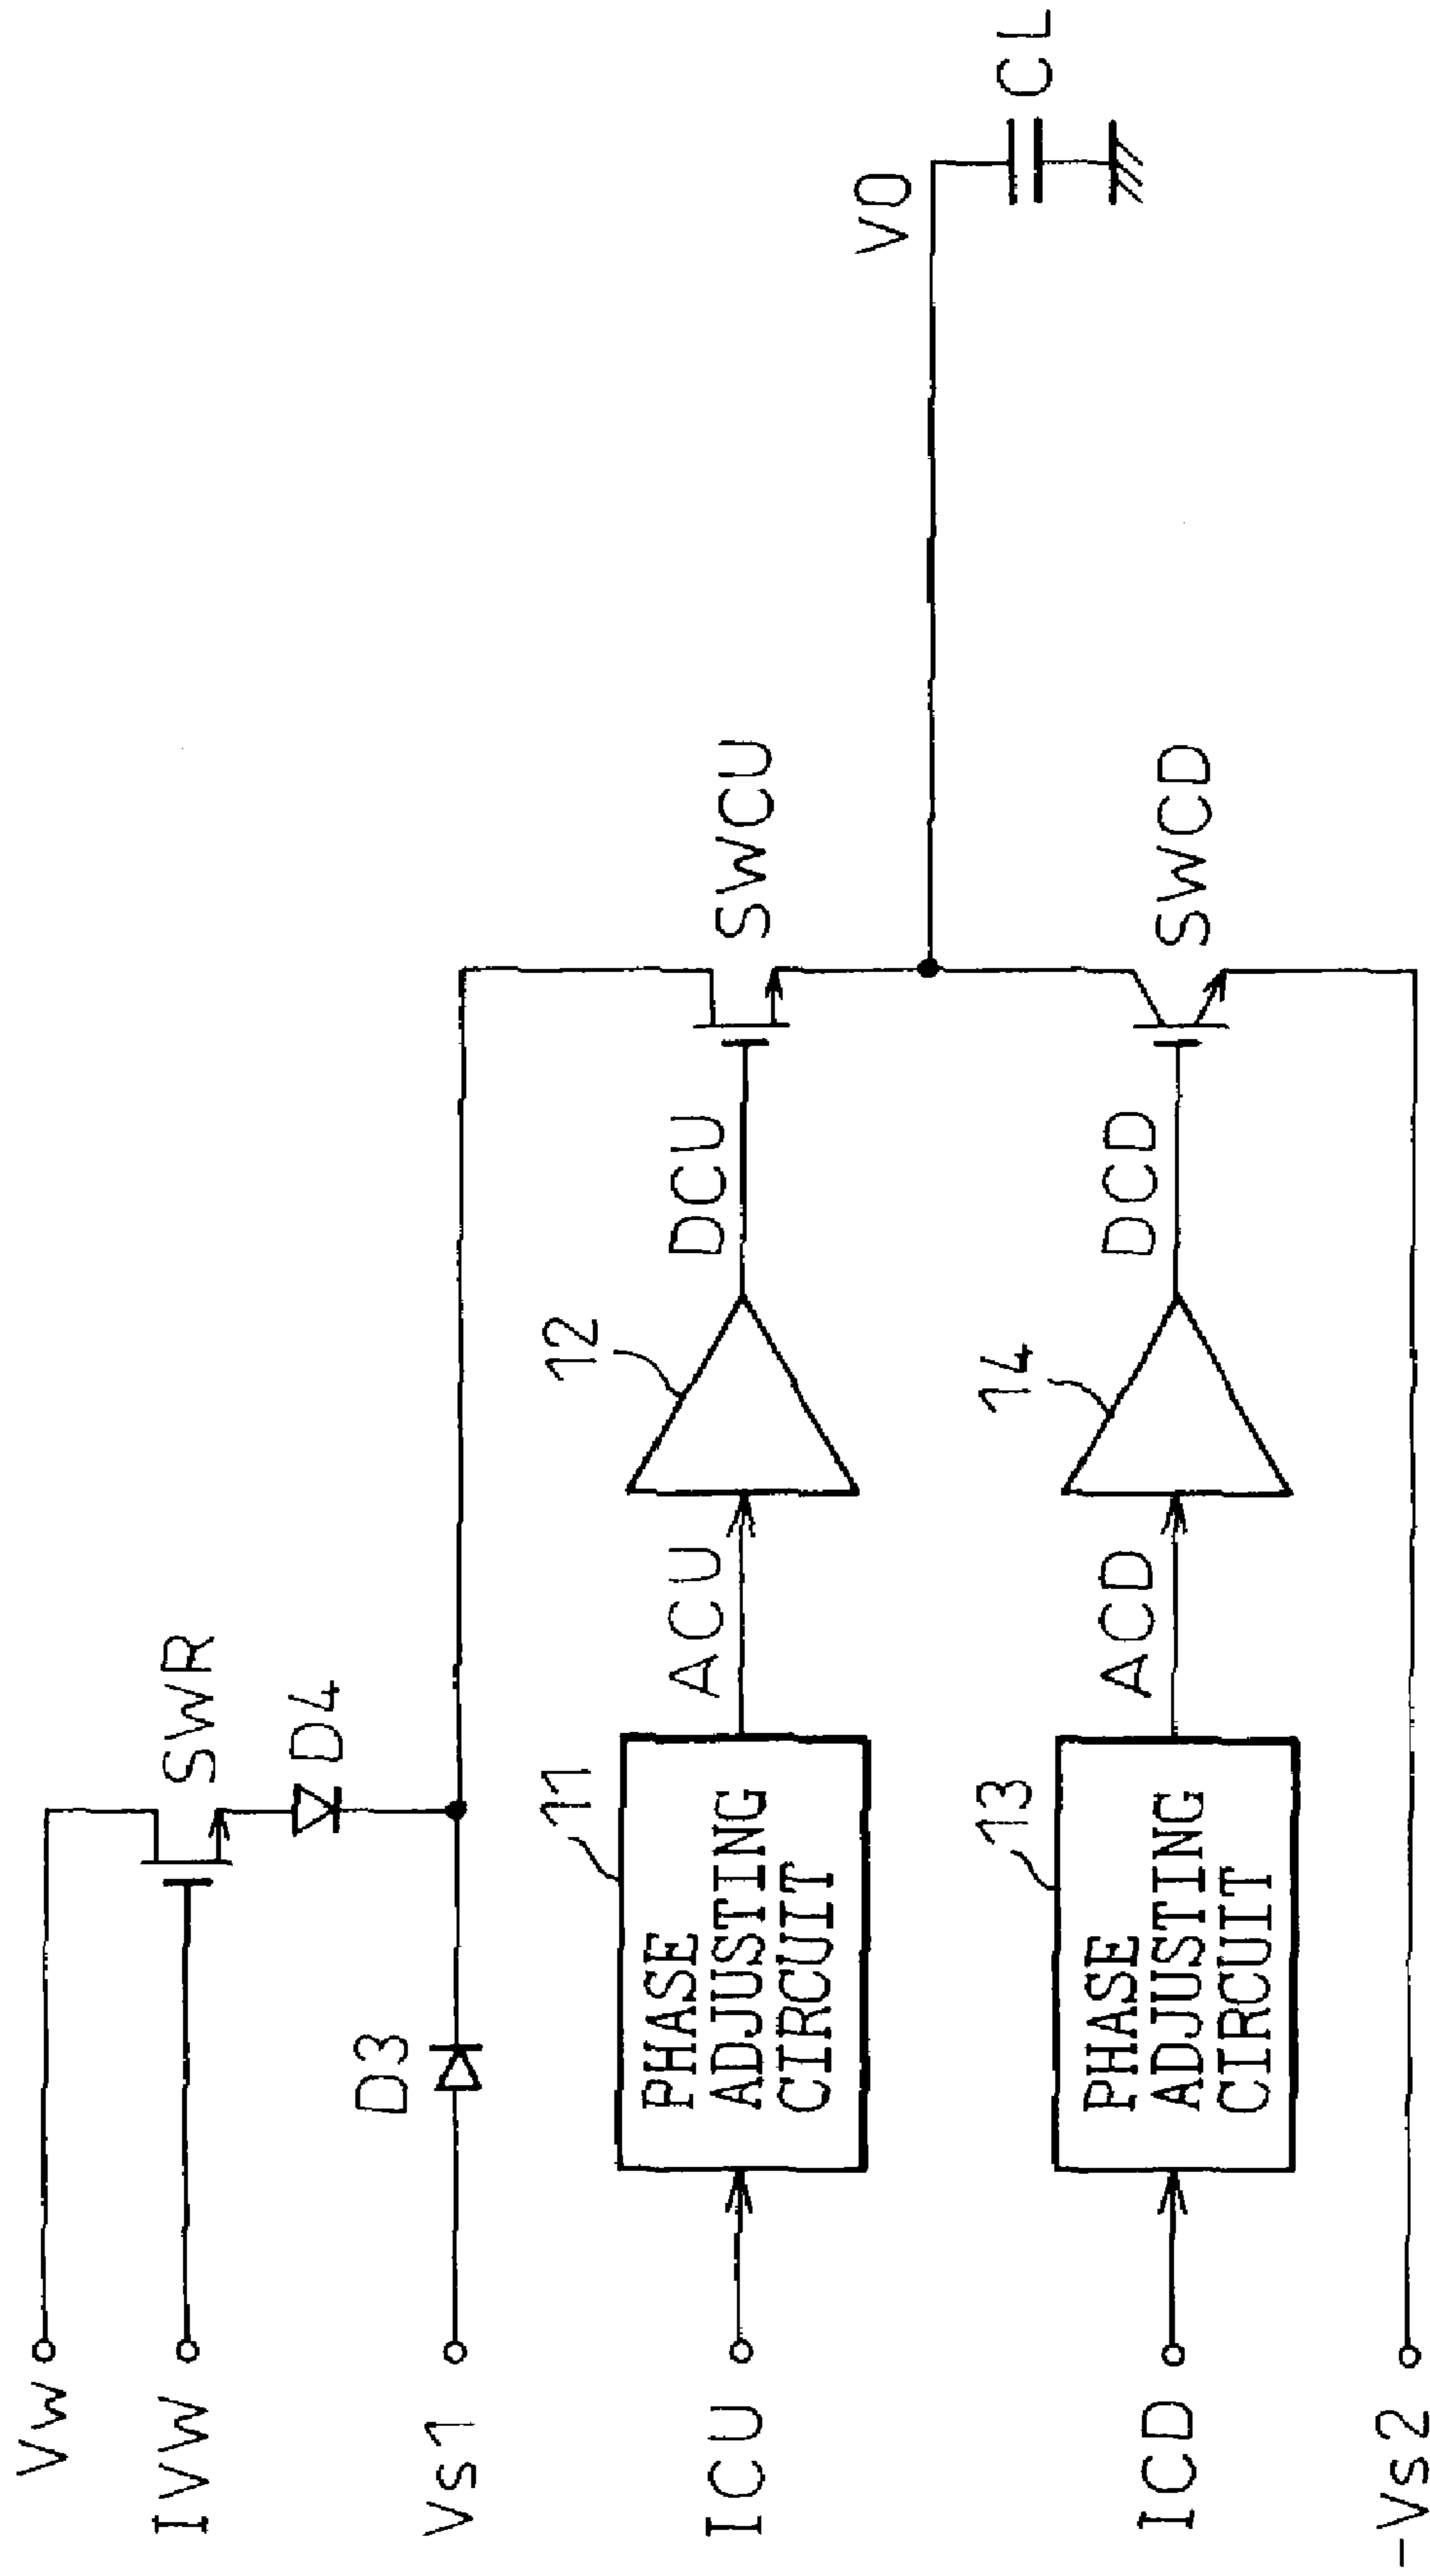 Vw
IVW
Vs1
ICU
ICD
-Vs2
SWR
D4
D3
11
PHASE
ADJUSTING
CIRCUIT
ACU
12
DCU
SWCU
13
PHASE
ADJUSTING
CIRCUIT
ACD
14
DCD
SWCD
VO
CL